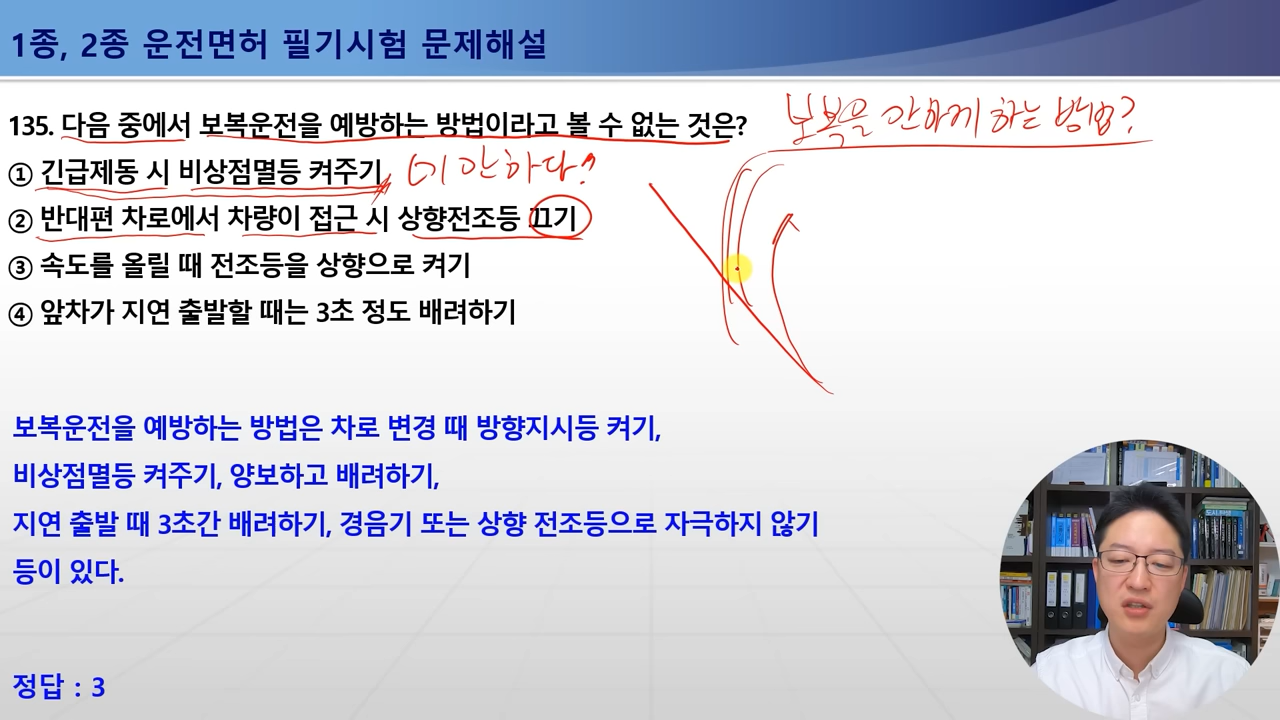 1종, 2종 운전면허 필기시험 문제해설
135. 다음 중에서 보복운전을 예방하는 방법이라고 볼 수 없는 것은?
보복을 안하게 하는 방법?
① 긴급제동 시 비상점멸등 켜주기
미안하다!
② 반대편 차로에서 차량이 접근 시 상향전조등 끄기
③ 속도를 올릴 때 전조등을 상향으로 켜기
④ 앞차가 지연 출발할 때는 3초 정도 배려하기
보복운전을 예방하는 방법은 차로 변경 때 방향지시등 켜기,
비상점멸등 켜주기, 양보하고 배려하기,
지연 출발 때 3초간 배려하기, 경음기 또는 상향 전조등으로 자극하지 않기
등이 있다.
정답 : 3